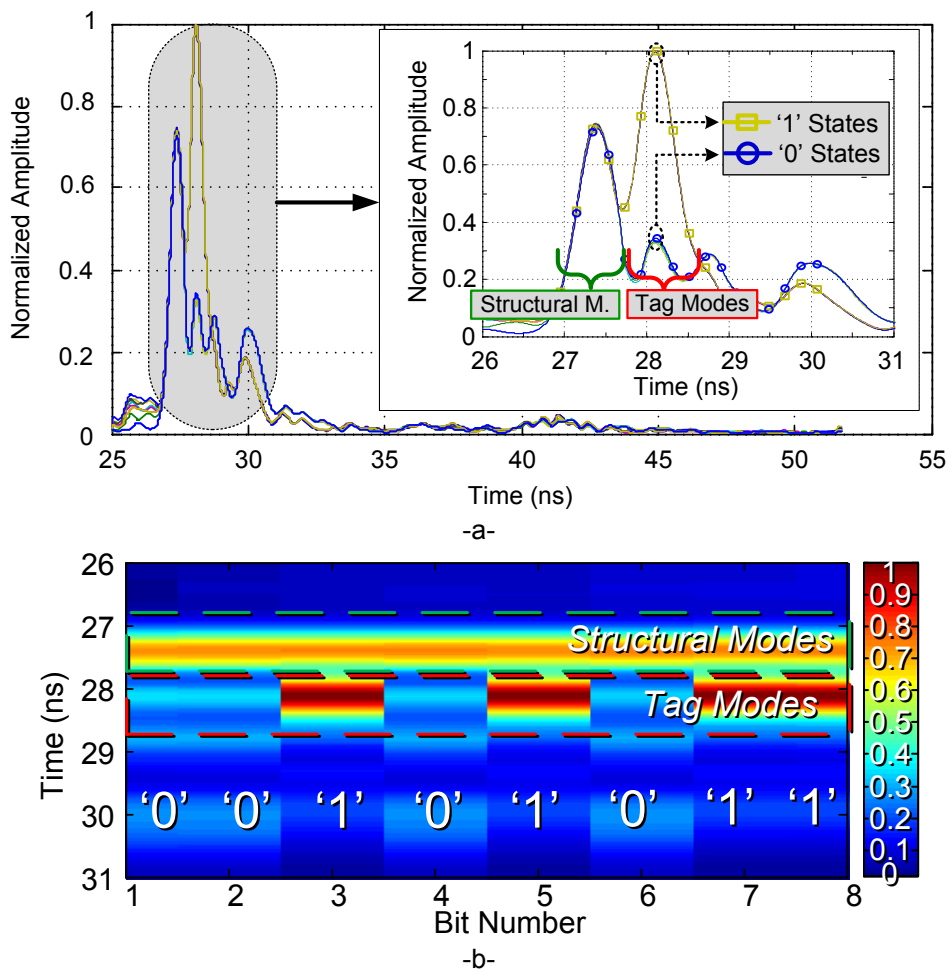 1
0.8
0.6
0.4
0.2
0
Normalized Amplitude
25
30
35
40
45
50
55
Time (ns)
1
0.8
0.6
0.4
0.2
0
Normalized Amplitude
‘1’ States
‘0’ States
Structural M.
Tag Modes
26
27
28
29
30
31
Time (ns)
-a-
26
27
28
29
30
31
Time (ns)
Structural Modes
Tag Modes
‘0’ ‘0’ ‘1’ ‘0’ ‘1’ ‘0’ ‘1’ ‘1’
1 2 3 4 5 6 7 8
Bit Number
1
0.9
0.8
0.7
0.6
0.5
0.4
0.3
0.2
0.1
0
-b-